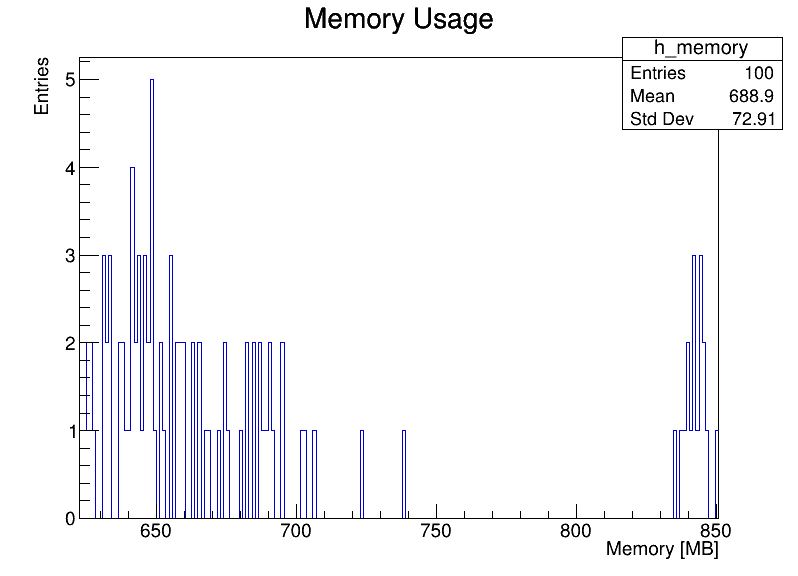 Memory Usage
h_memory
Entries 100
Mean 688.9
Std Dev 72.91
Entries
5
4
3
2
1
0
650 700 750 800 850
Memory [MB]